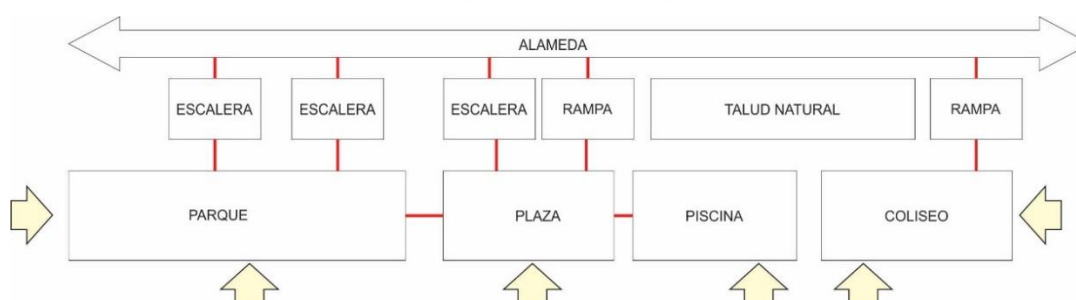 ALAMEDA
ESCALERA
ESCALERA
ESCALERA
RAMPA
TALUD NATURAL
RAMPA
PARQUE
PLAZA
PISCINA
COLISEO